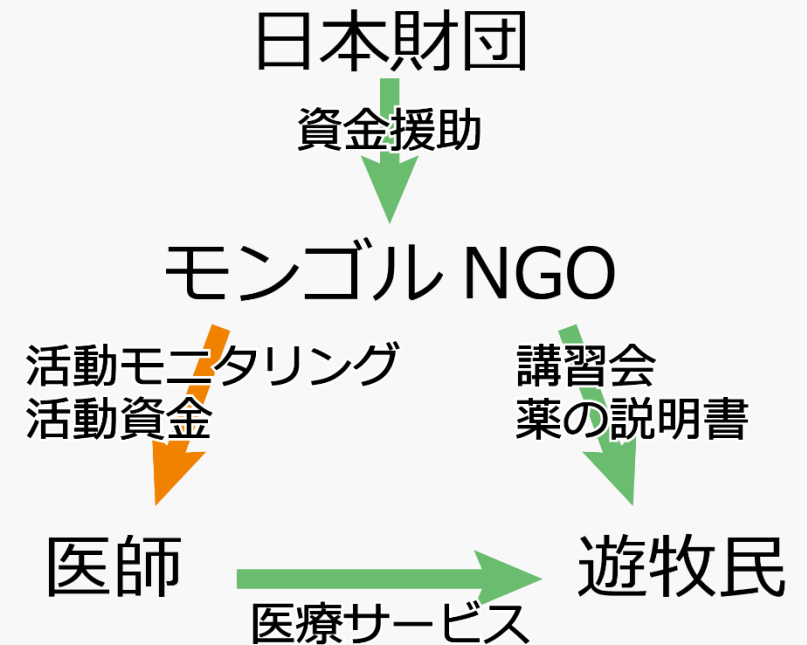 日本財団
資金援助
モンゴル NGO
活動モニタリング
活動資金
講習会
薬の説明書
医師
遊牧民
医療サービス